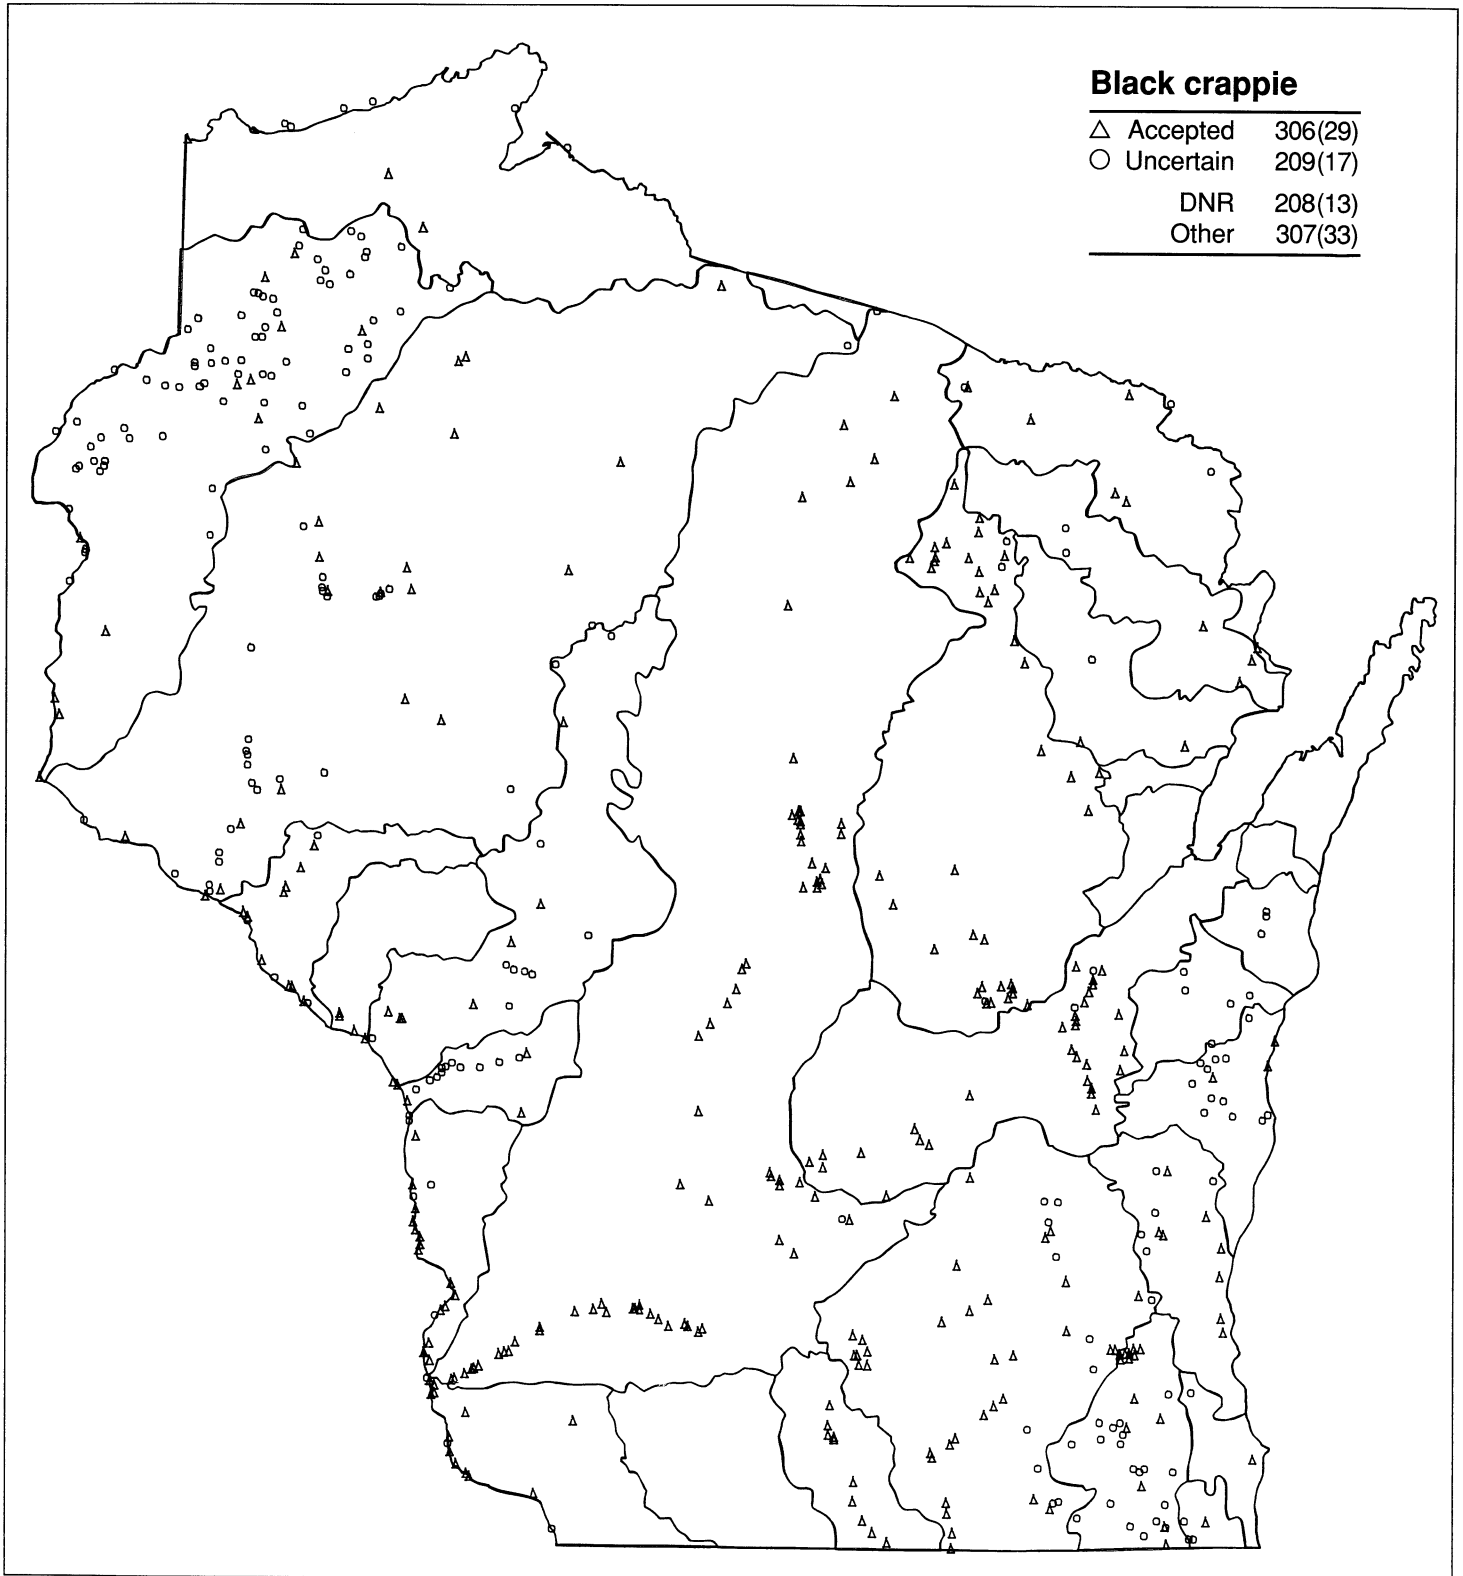 Black crappie
△ Accepted 306(29)
○ Uncertain 209(17)
DNR 208(13)
Other 307(33)